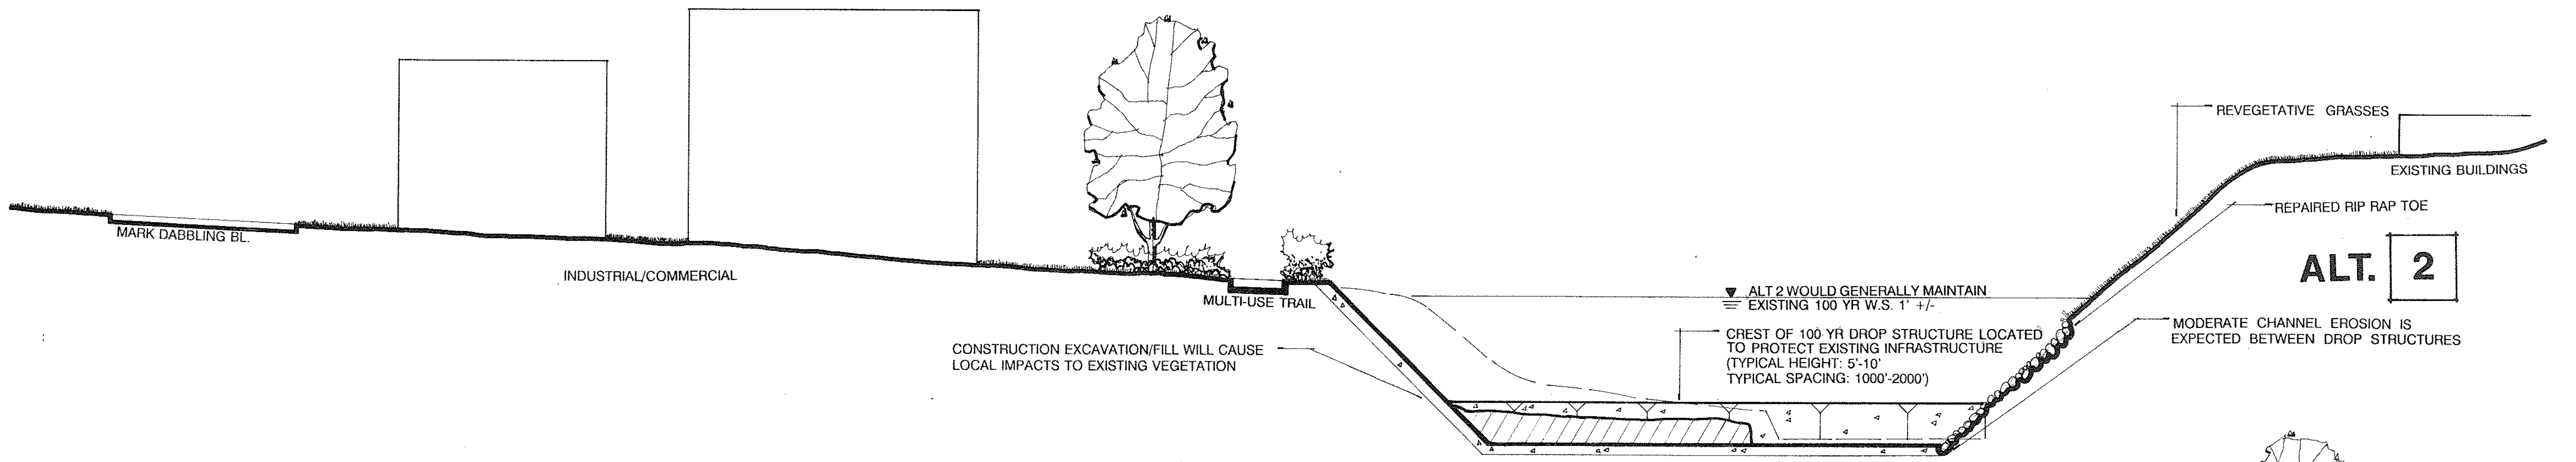 REVEGETATIVE GRASSES
EXISTING BUILDINGS
REPAIRED RIP RAP TOE
MARK DABBLING BL.
INDUSTRIAL/COMMERCIAL
ALT. 2
MULTI-USE TRAIL
ALT 2 WOULD GENERALLY MAINTAIN
EXISTING 100 YR W.S. 1' +/-
MODERATE CHANNEL EROSION IS
EXPECTED BETWEEN DROP STRUCTURES
CREST OF 100 YR DROP STRUCTURE LOCATED
TO PROTECT EXISTING INFRASTRUCTURE
(TYPICAL HEIGHT: 5'-10'
TYPICAL SPACING: 1000'-2000')
CONSTRUCTION EXCAVATION/FILL WILL CAUSE
LOCAL IMPACTS TO EXISTING VEGETATION